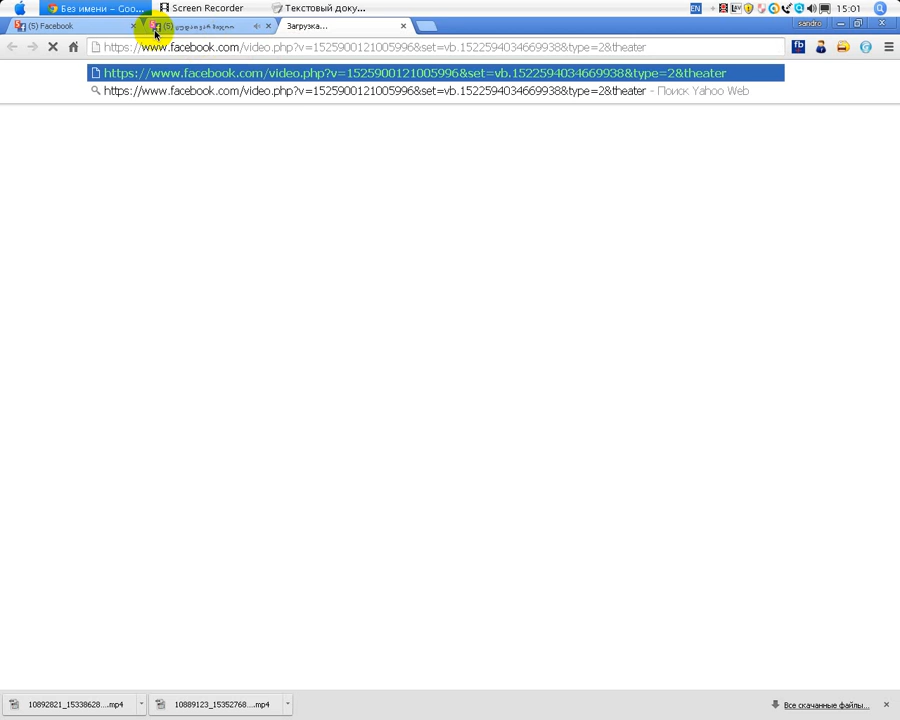 Без имени – Goo...
Screen Recorder
Текстовый доку...
EN
15:01
(5) Facebook
(5)
Загрузка...
sandro
https://www.facebook.com/video.php?v=1525900121005996&set=vb.1522594034669938&type=2&theater
fb
https://www.facebook.com/video.php?v=1525900121005996&set=vb.1522594034669938&type=2&theater
https://www.facebook.com/video.php?v=1525900121005996&set=vb.1522594034669938&type=2&theater - Поиск Yahoo Web
10892821_15338628....mp4
10889123_15352768....mp4
Все скачанные файлы...